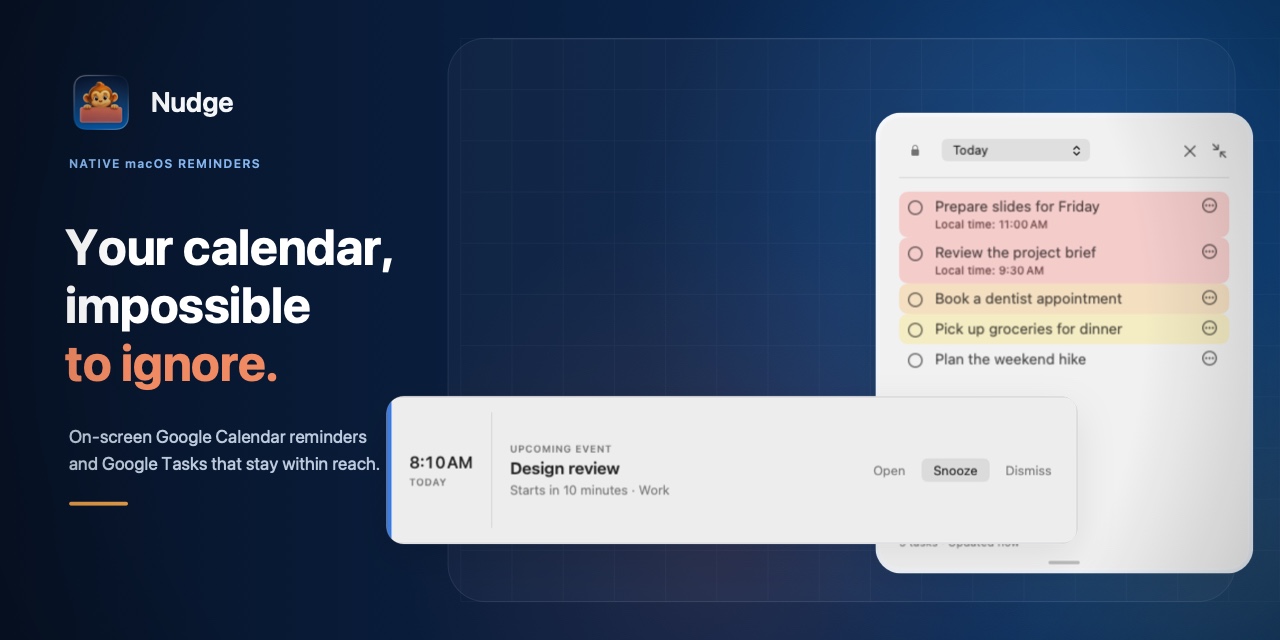 Nudge
NATIVE macOS REMINDERS
Your calendar,
impossible
to ignore.
On-screen Google Calendar reminders
and Google Tasks that stay within reach.
Today
Prepare slides for Friday
Local time: 11:00 AM
Review the project brief
Local time: 9:30 AM
Book a dentist appointment
Pick up groceries for dinner
Plan the weekend hike
8:10 AM
TODAY
UPCOMING EVENT
Design review
Starts in 10 minutes · Work
Open
Snooze
Dismiss